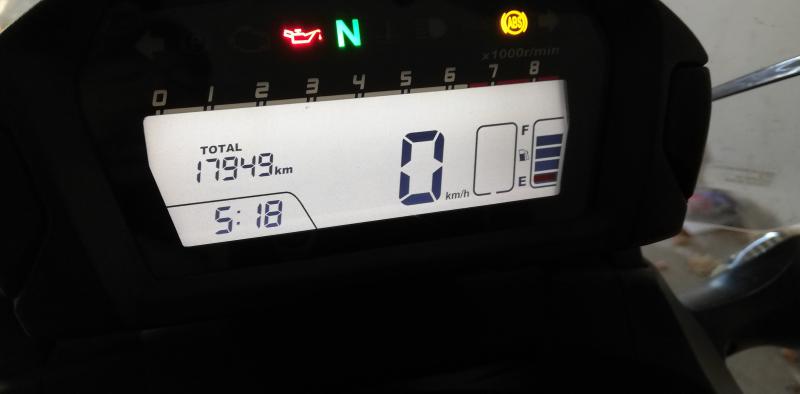 N ABS
x1000r/min
0 1 2 3 4 5 6 7 8
TOTAL
17949km
0 km/h
F
E
5:18